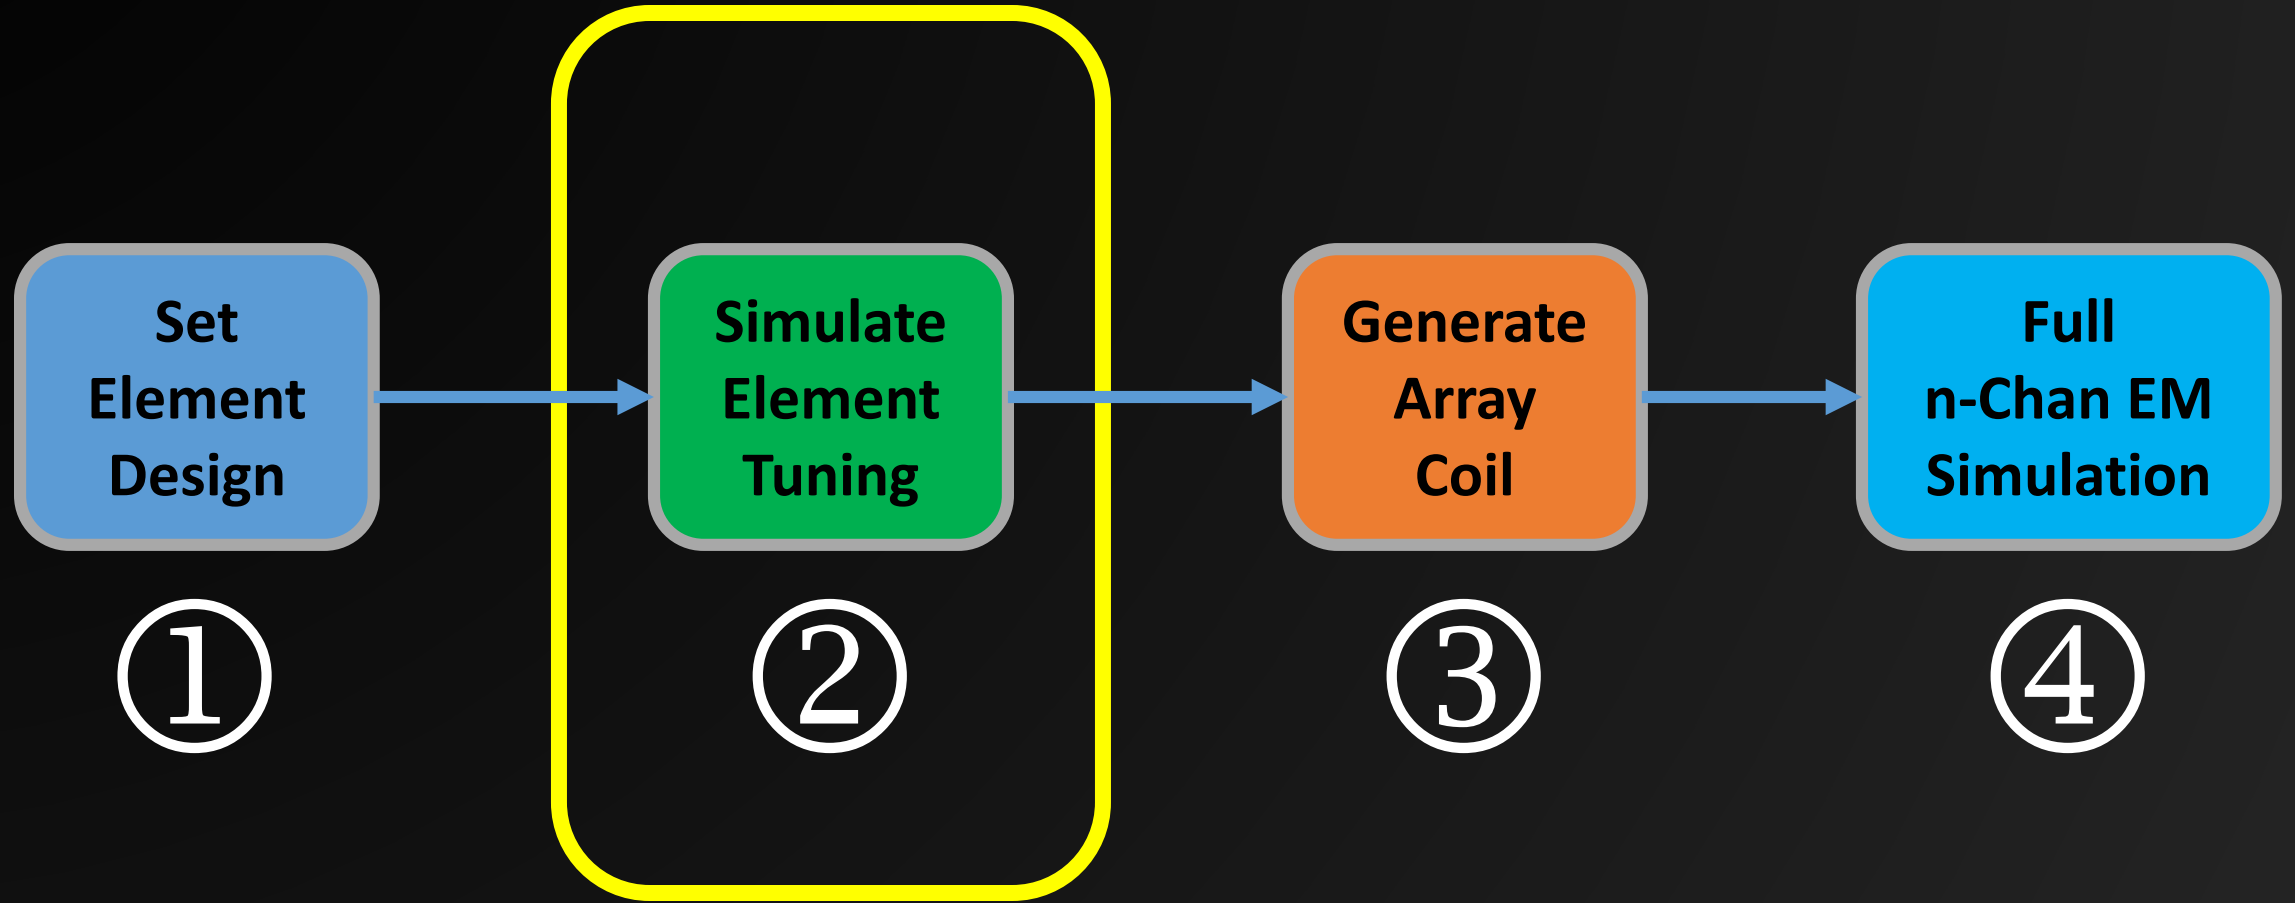 Set
Element
Design
①
Simulate
Element
Tuning
②
Generate
Array
Coil
③
Full
n-Chan EM
Simulation
④